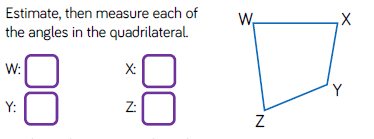 Estimate, then measure each of
the angles in the quadrilateral.
W: X:
Y: Z:
W X
Y
Z